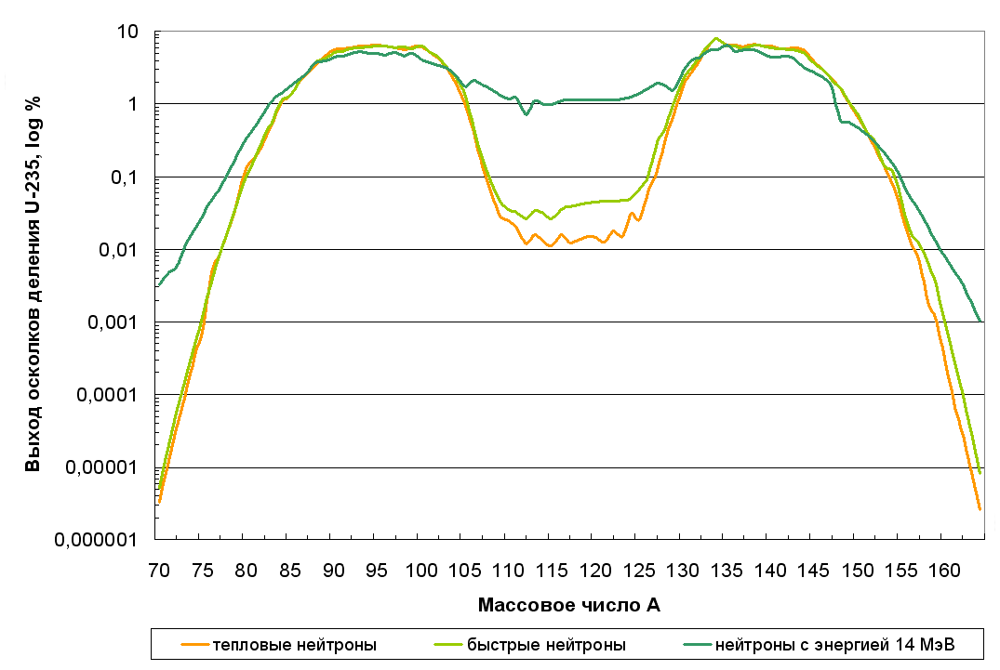 Выход осколков деления U-235, log %
10
1
0,1
0,01
0,001
0,0001
0,00001
0,000001
70 75 80 85 90 95 100 105 110 115 120 125 130 135 140 145 150 155 160
Массовое число A
тепловые нейтроны быстрые нейтроны нейтроны с энергией 14 МэВ